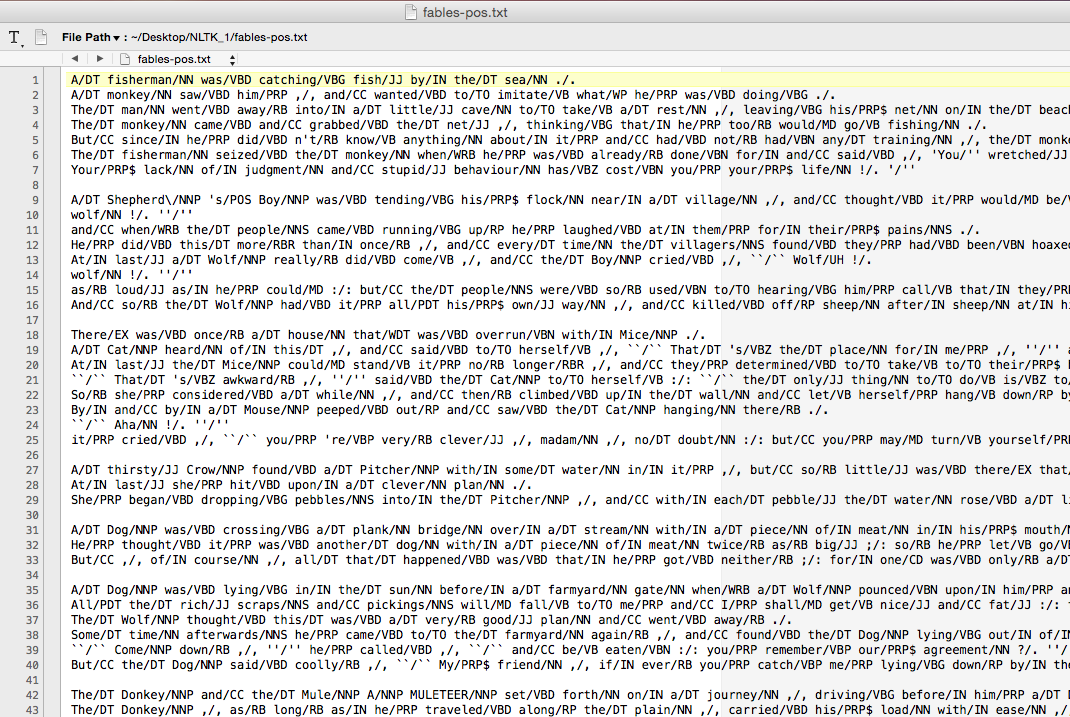 fables-pos.txt
File Path ▾ : ~/Desktop/NLTK_1/fables-pos.txt
fables-pos.txt
1 A/DT fisherman/NN was/VBD catching/VBG fish/JJ by/IN the/DT sea/NN ./.
2 A/DT monkey/NN saw/VBD him/PRP ,/, and/CC wanted/VBD to/TO imitate/VB what/WP he/PRP was/VBD doing/VBG ./.
3 The/DT man/NN went/VBD away/RB into/IN a/DT little/JJ cave/NN to/TO take/VB a/DT rest/NN ,/, leaving/VBG his/PRP$ net/NN on/IN the/DT beac
4 The/DT monkey/NN came/VBD and/CC grabbed/VBD the/DT net/JJ ,/, thinking/VBG that/IN he/PRP too/RB would/MD go/VB fishing/NN ./.
5 But/CC since/IN he/PRP did/VBD n't/RB know/VB anything/NN about/IN it/PRP and/CC had/VBD not/RB had/VBN any/DT training/NN ,/, the/DT monk
6 The/DT fisherman/NN seized/VBD the/DT monkey/NN when/WRB he/PRP was/VBD already/RB done/VBN for/IN and/CC said/VBD ,/, 'You/'' wretched/JJ
7 Your/PRP$ lack/NN of/IN judgment/NN and/CC stupid/JJ behaviour/NN has/VBZ cost/VBN you/PRP your/PRP$ life/NN !/. '/''
8
9 A/DT Shepherd\/NNP 's/POS Boy/NNP was/VBD tending/VBG his/PRP$ flock/NN near/IN a/DT village/NN ,/, and/CC thought/VBD it/PRP would/MD be/V
10 wolf/NN !/. ''/''
11 and/CC when/WRB the/DT people/NNS came/VBD running/VBG up/RP he/PRP laughed/VBD at/IN them/PRP for/IN their/PRP$ pains/NNS ./.
12 He/PRP did/VBD this/DT more/RBR than/IN once/RB ,/, and/CC every/DT time/NN the/DT villagers/NNS found/VBD they/PRP had/VBD been/VBN hoaxe
13 At/IN last/JJ a/DT Wolf/NNP really/RB did/VBD come/VB ,/, and/CC the/DT Boy/NNP cried/VBD ,/, ``/`` Wolf/UH !/.
14 wolf/NN !/. ''/''
15 as/RB loud/JJ as/IN he/PRP could/MD :/: but/CC the/DT people/NNS were/VBD so/RB used/VBN to/TO hearing/VBG him/PRP call/VB that/IN they/PR
16 And/CC so/RB the/DT Wolf/NNP had/VBD it/PRP all/PDT his/PRP$ own/JJ way/NN ,/, and/CC killed/VBD off/RP sheep/NN after/IN sheep/NN at/IN hi
17
18 There/EX was/VBD once/RB a/DT house/NN that/WDT was/VBD overrun/VBN with/IN Mice/NNP ./.
19 A/DT Cat/NNP heard/NN of/IN this/DT ,/, and/CC said/VBD to/TO herself/VB ,/, ``/`` That/DT 's/VBZ the/DT place/NN for/IN me/PRP ,/, ''/'' a
20 At/IN last/JJ the/DT Mice/NNP could/MD stand/VB it/PRP no/RB longer/RBR ,/, and/CC they/PRP determined/VBD to/TO take/VB to/TO their/PRP$
21 ``/`` That/DT 's/VBZ awkward/RB ,/, ''/'' said/VBD the/DT Cat/NNP to/TO herself/VB :/: ``/`` the/DT only/JJ thing/NN to/TO do/VB is/VBZ to/
22 So/RB she/PRP considered/VBD a/DT while/NN ,/, and/CC then/RB climbed/VBD up/IN the/DT wall/NN and/CC let/VB herself/PRP hang/VB down/RP by
23 By/IN and/CC by/IN a/DT Mouse/NNP peeped/VBD out/RP and/CC saw/VBD the/DT Cat/NNP hanging/NN there/RB ./.
24 ``/`` Aha/NN !/. ''/''
25 it/PRP cried/VBD ,/, ``/`` you/PRP 're/VBP very/RB clever/JJ ,/, madam/NN ,/, no/DT doubt/NN :/: but/CC you/PRP may/MD turn/VB yourself/PR
26
27 A/DT thirsty/JJ Crow/NNP found/VBD a/DT Pitcher/NNP with/IN some/DT water/NN in/IN it/PRP ,/, but/CC so/RB little/JJ was/VBD there/EX that/
28 At/IN last/JJ she/PRP hit/VBD upon/IN a/DT clever/NN plan/NN ./.
29 She/PRP began/VBD dropping/VBG pebbles/NNS into/IN the/DT Pitcher/NNP ,/, and/CC with/IN each/DT pebble/JJ the/DT water/NN rose/VBD a/DT li
30
31 A/DT Dog/NNP was/VBD crossing/VBG a/DT plank/NN bridge/NN over/IN a/DT stream/NN with/IN a/DT piece/NN of/IN meat/NN in/IN his/PRP$ mouth/N
32 He/PRP thought/VBD it/PRP was/VBD another/DT dog/NN with/IN a/DT piece/NN of/IN meat/NN twice/RB as/RB big/JJ ;/: so/RB he/PRP let/VB go/V
33 But/CC ,/, of/IN course/NN ,/, all/DT that/DT happened/VBD was/VBD that/IN he/PRP got/VBD neither/RB ;/: for/IN one/CD was/VBD only/RB a/D
34
35 A/DT Dog/NNP was/VBD lying/VBG in/IN the/DT sun/NN before/IN a/DT farmyard/NN gate/NN when/WRB a/DT Wolf/NNP pounced/VBN upon/IN him/PRP an
36 All/PDT the/DT rich/JJ scraps/NNS and/CC pickings/NNS will/MD fall/VB to/TO me/PRP and/CC I/PRP shall/MD get/VB nice/JJ and/CC fat/JJ :/: t
37 The/DT Wolf/NNP thought/VBD this/DT was/VBD a/DT very/RB good/JJ plan/NN and/CC went/VBD away/RB ./.
38 Some/DT time/NN afterwards/NNS he/PRP came/VBD to/TO the/DT farmyard/NN again/RB ,/, and/CC found/VBD the/DT Dog/NNP lying/VBG out/IN of/IN
39 ``/`` Come/NNP down/RB ,/, ''/'' he/PRP called/VBD ,/, ``/`` and/CC be/VB eaten/VBN :/: you/PRP remember/VBP our/PRP$ agreement/NN ?/. ''/
40 But/CC the/DT Dog/NNP said/VBD coolly/RB ,/, ``/`` My/PRP$ friend/NN ,/, if/IN ever/RB you/PRP catch/VBP me/PRP lying/VBG down/RP by/IN the
41
42 The/DT Donkey/NNP and/CC the/DT Mule/NNP A/NNP MULETEER/NNP set/VBD forth/NN on/IN a/DT journey/NN ,/, driving/VBG before/IN him/PRP a/DT
43 The/DT Donkey/NNP ,/, as/RB long/RB as/IN he/PRP traveled/VBD along/RP the/DT plain/NN ,/, carried/VBD his/PRP$ load/NN with/IN ease/NN ,/